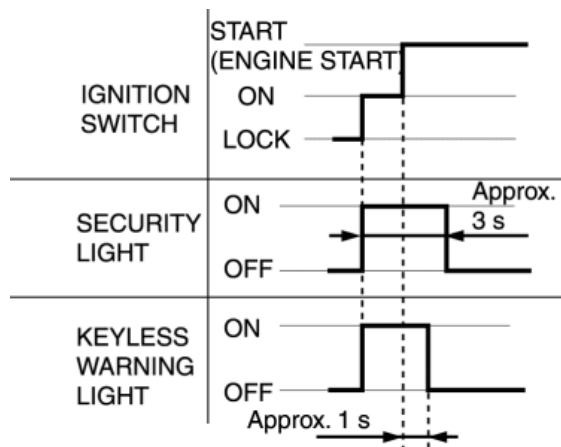 START
(ENGINE START)
IGNITION
SWITCH
ON
LOCK
SECURITY
LIGHT
ON
OFF
Approx.
3 s
KEYLESS
WARNING
LIGHT
ON
OFF
Approx. 1 s